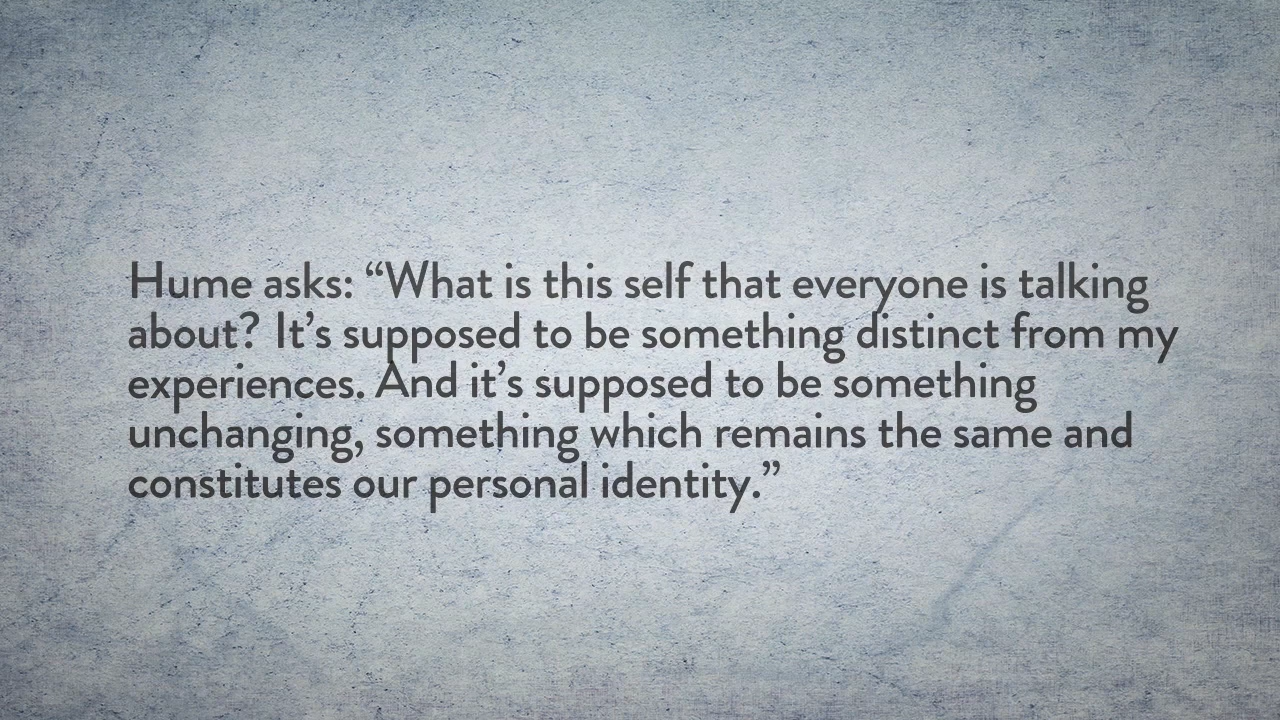 Hume asks: “What is this self that everyone is talking
about? It’s supposed to be something distinct from my
experiences. And it’s supposed to be something
unchanging, something which remains the same and
constitutes our personal identity.”